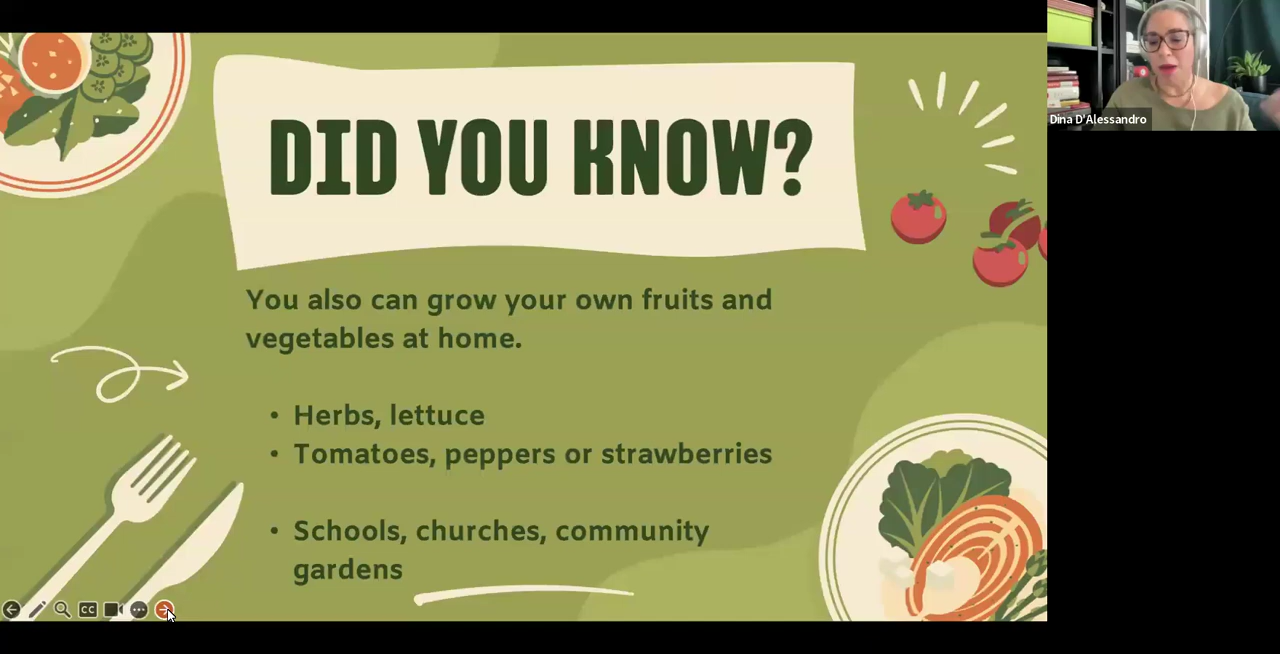 DID YOU KNOW?
Dina D'Alessandro
You also can grow your own fruits and
vegetables at home.
• Herbs, lettuce
• Tomatoes, peppers or strawberries
• Schools, churches, community
gardens
CC